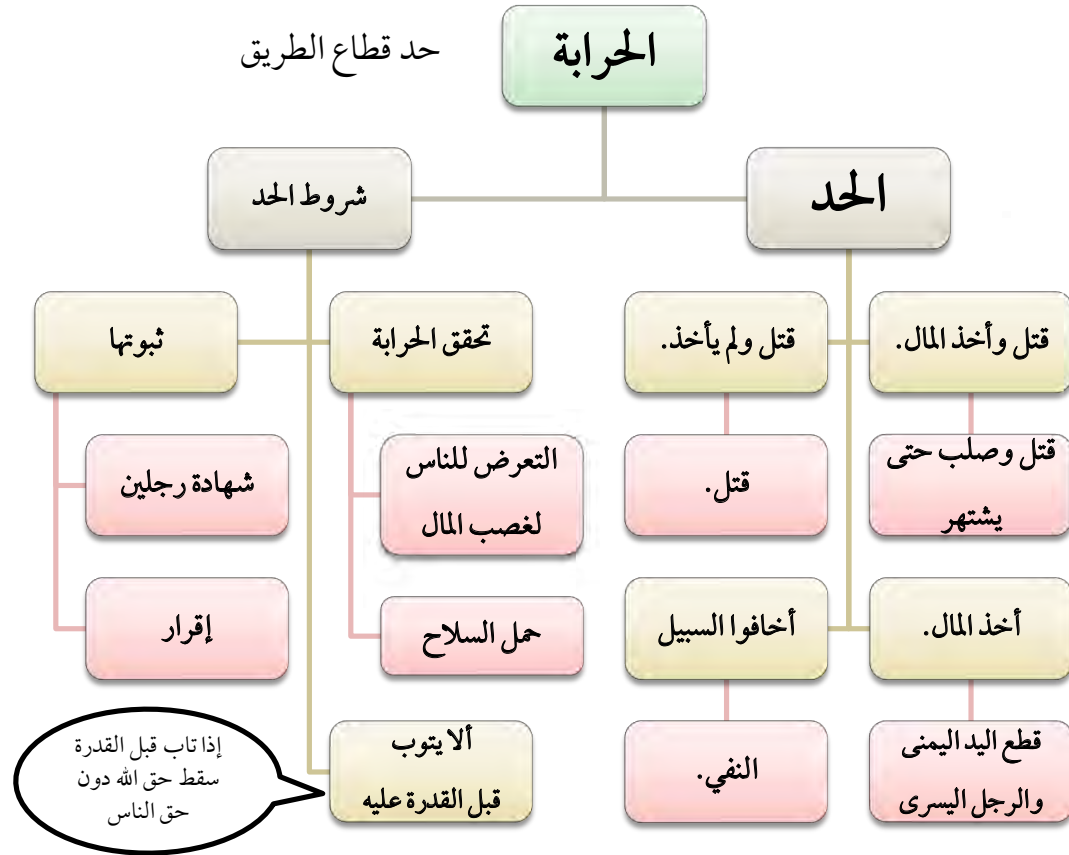 الحرابة
حد قطاع الطريق
الحد
شروط الحد
قتل وأخذ المال.
قتل ولم يأخذ.
تحقق الحرابة
ثبوتها
قتل وصلب حتى
يشتهر
قتل.
التعرض للناس
لغصب المال
شهادة رجلين
أخذ المال.
أخافوا السبيل
حمل السلاح
إقرار
قطع اليد اليمنى
والرجل اليسرى
النفي.
ألا يتوب
قبل القدرة عليه
إذا تاب قبل القدرة
سقط حق الله دون
حق الناس